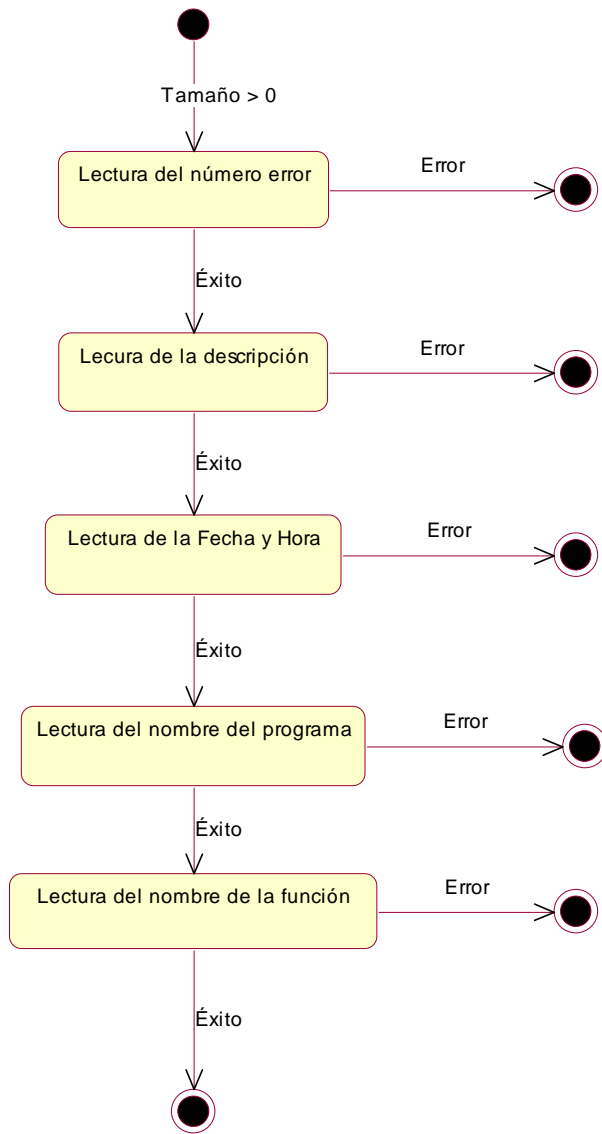 Tamaño > 0
Lectura del número error
Error
Éxito
Lecura de la descripción
Error
Éxito
Lectura de la Fecha y Hora
Error
Éxito
Lectura del nombre del programa
Error
Éxito
Lectura del nombre de la función
Error
Éxito